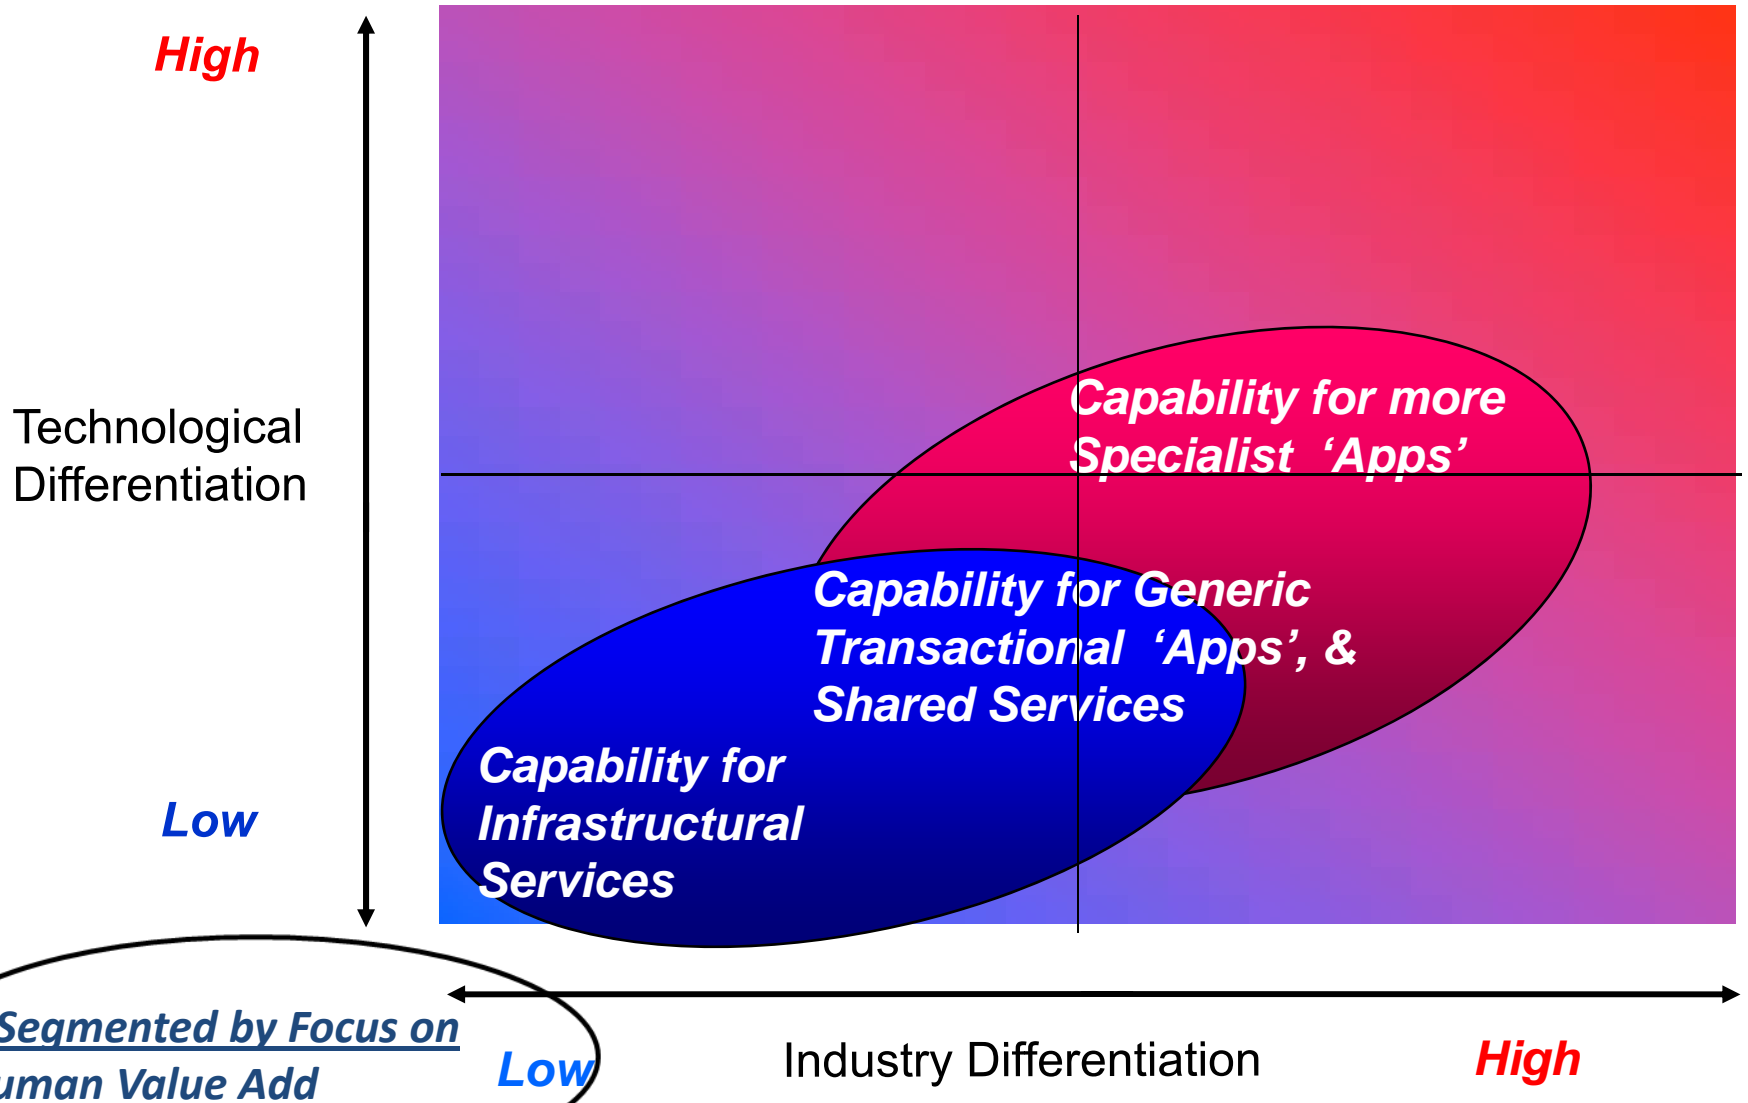 High
Technological
Differentiation
Low
Capability for more
Specialist ‘Apps’
Capability for Generic
Transactional ‘Apps’, &
Shared Services
Capability for
Infrastructural
Services
Segmented by Focus on
Value Add
Low
Industry Differentiation
High